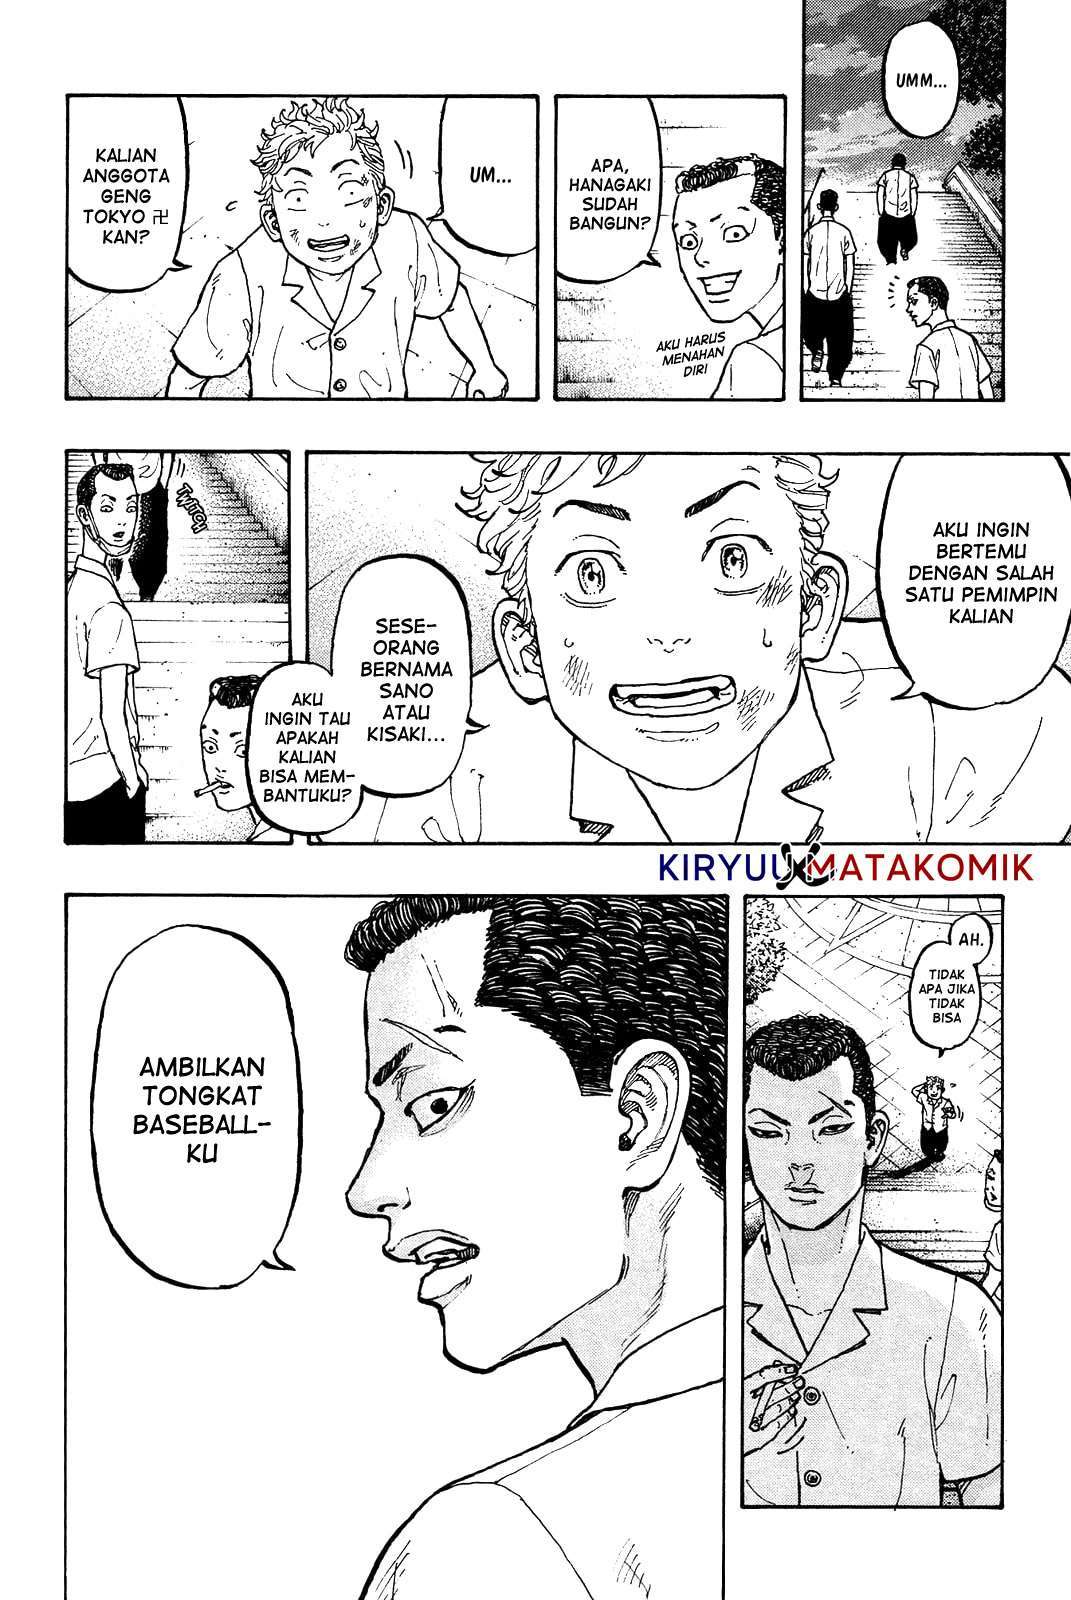 UMM...
APA,
HANAGAKI
SUDAH
BANGUN?
AKU HARUS
MENAHAN
DIRI
UM...
KALIAN
ANGGOTA
GENG
TOKYO 卍
KAN?
AKU INGIN
BERTEMU
DENGAN SALAH
SATU PEMIMPIN
KALIAN
SESE-
ORANG
BERNAMA
SANO
ATAU
KISAKI...
AKU
INGIN TAU
APAKAH
KALIAN
BISA MEM-
BANTUKU?
TWITCH
KIRYUU X MATAKOMIK
AH.
TIDAK
APA JIKA
TIDAK
BISA
AMBILKAN
TONGKAT
BASEBALL-
KU